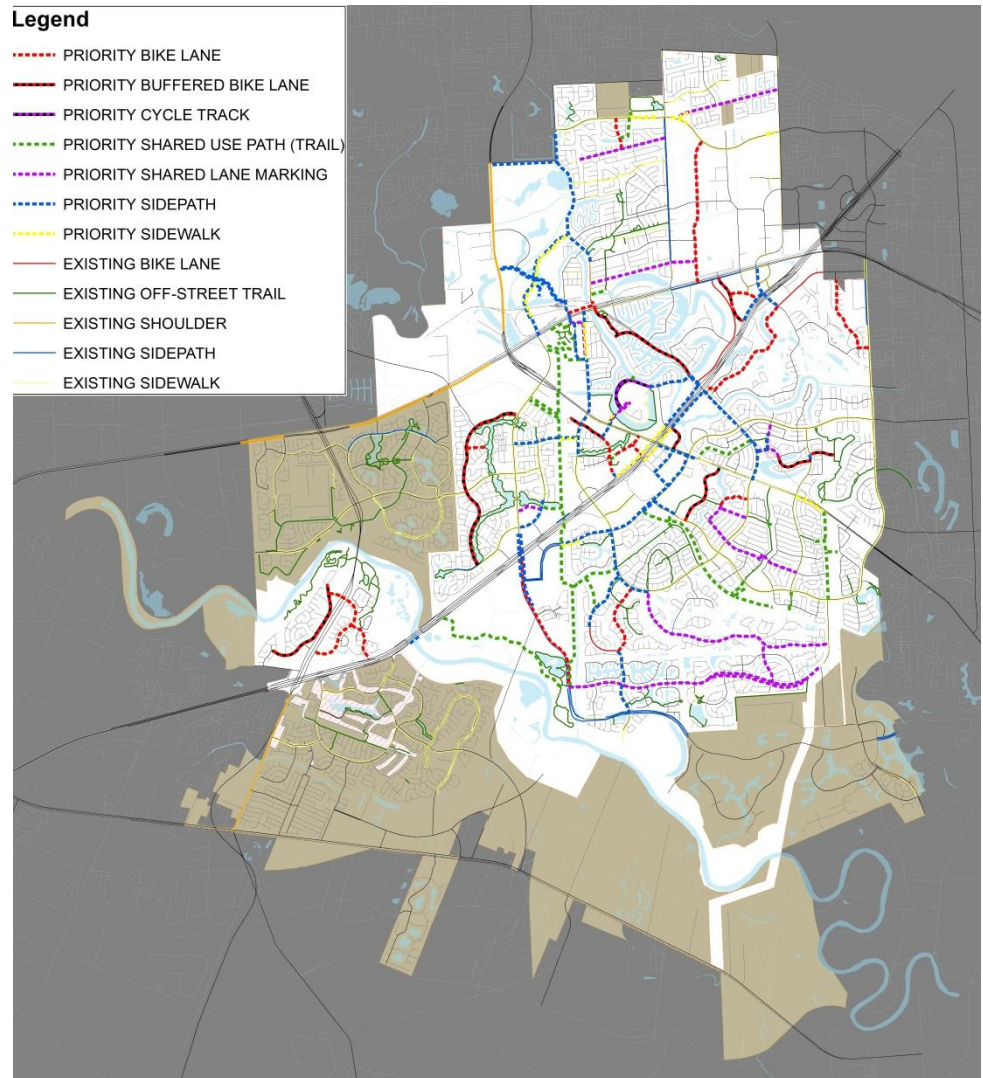 Legend
PRIORITY BIKE LANE
PRIORITY BUFFERED BIKE LANE
PRIORITY CYCLE TRACK
PRIORITY SHARED USE PATH (TRAIL)
PRIORITY SHARED LANE MARKING
PRIORITY SIDEPATH
PRIORITY SIDEWALK
EXISTING BIKE LANE
EXISTING OFF-STREET TRAIL
EXISTING SHOULDER
EXISTING SIDEPATH
EXISTING SIDEWALK